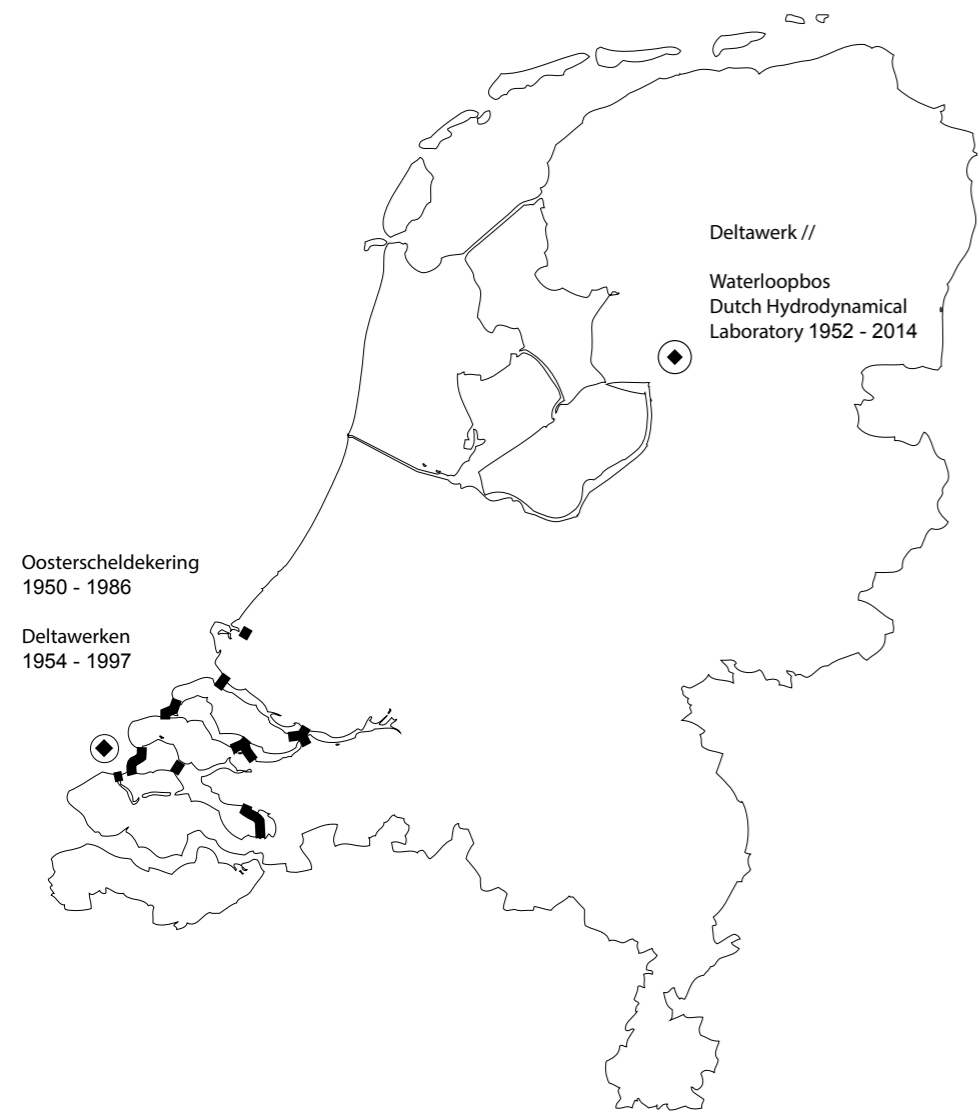 Deltawerk //
Waterloopbos
Dutch Hydrodynamical
Laboratory 1952 - 2014
Oosterscheldekering
1950 - 1986
Deltawerken
1954 - 1997